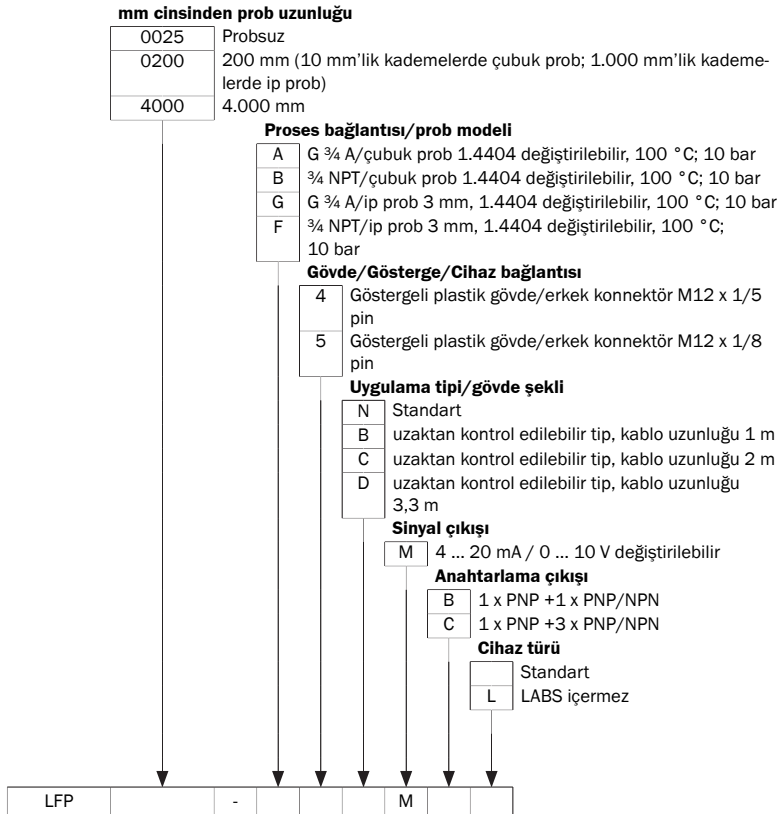 mm cinsinden prob uzunluğu
0025 Probsuz
0200 200 mm (10 mm'lik kademelerde çubuk prob; 1.000 mm'lik kademe-
lerde ip prob)
4000 4.000 mm
Proses bağlantısı/prob modeli
A G ¾ A/çubuk prob 1.4404 değiştirilebilir, 100 °C; 10 bar
B ¾ NPT/çubuk prob 1.4404 değiştirilebilir, 100 °C; 10 bar
G G ¾ A/ip prob 3 mm, 1.4404 değiştirilebilir, 100 °C; 10 bar
F ¾ NPT/ip prob 3 mm, 1.4404 değiştirilebilir, 100 °C;
10 bar
Gövde/Gösterge/Cihaz bağlantısı
4 Göstergeli plastik gövde/erkek konnektör M12 x 1/5
pin
5 Göstergeli plastik gövde/erkek konnektör M12 x 1/8
pin
Uygulama tipi/gövde şekli
N Standart
B uzaktan kontrol edilebilir tip, kablo uzunluğu 1 m
C uzaktan kontrol edilebilir tip, kablo uzunluğu 2 m
D uzaktan kontrol edilebilir tip, kablo uzunluğu
3,3 m
Sinyal çıkışı
M 4 ... 20 mA / 0 ... 10 V değiştirilebilir
Anahtarlama çıkışı
B 1 x PNP +1 x PNP/NPN
C 1 x PNP +3 x PNP/NPN
Cihaz türü
Standart
L LABS içermez
LFP - M